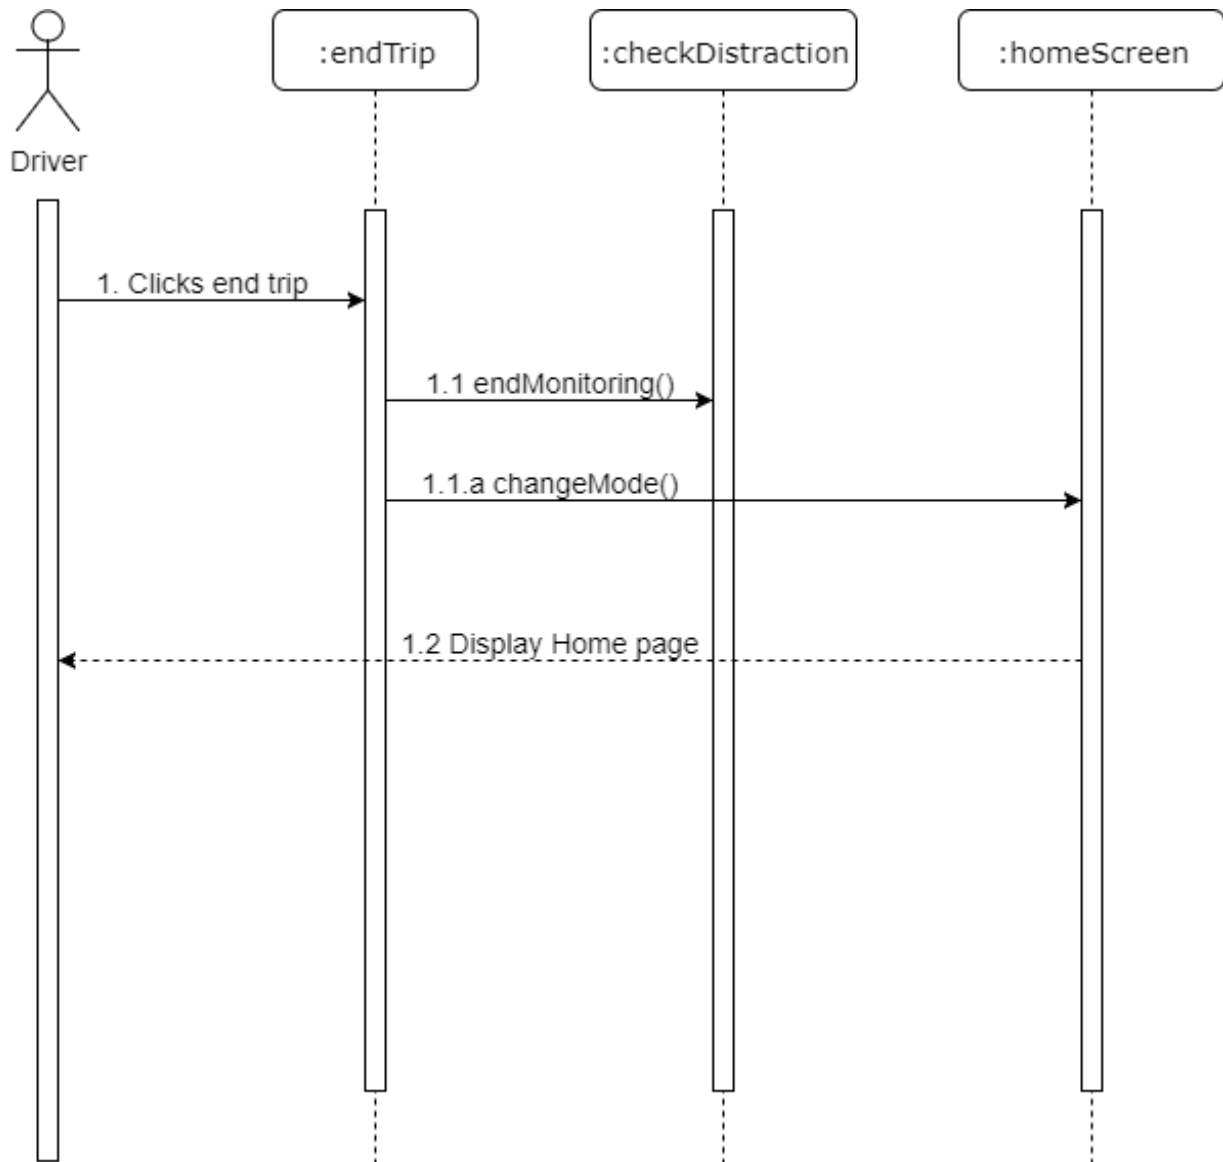 :endTrip
:checkDistraction
:homeScreen
Driver
1. Clicks end trip
1.1 endMonitoring()
1.1.a changeMode()
1.2 Display Home page